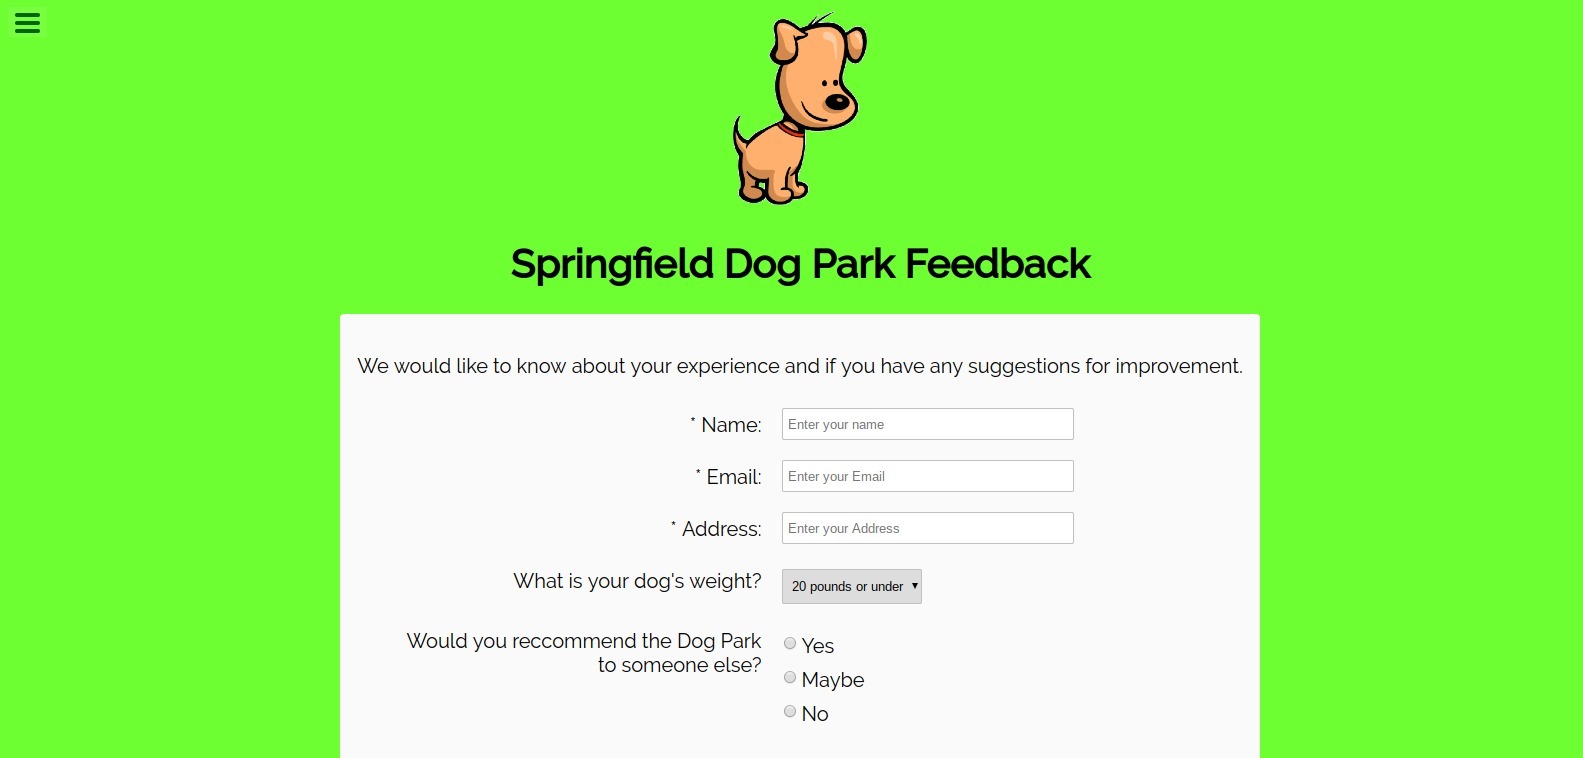 Springfield Dog Park Feedback
We would like to know about your experience and if you have any suggestions for improvement.
* Name: Enter your name
* Email: Enter your Email
* Address: Enter your Address
What is your dog's weight? 20 pounds or under
Would you reccommend the Dog Park
to someone else?
Yes
Maybe
No